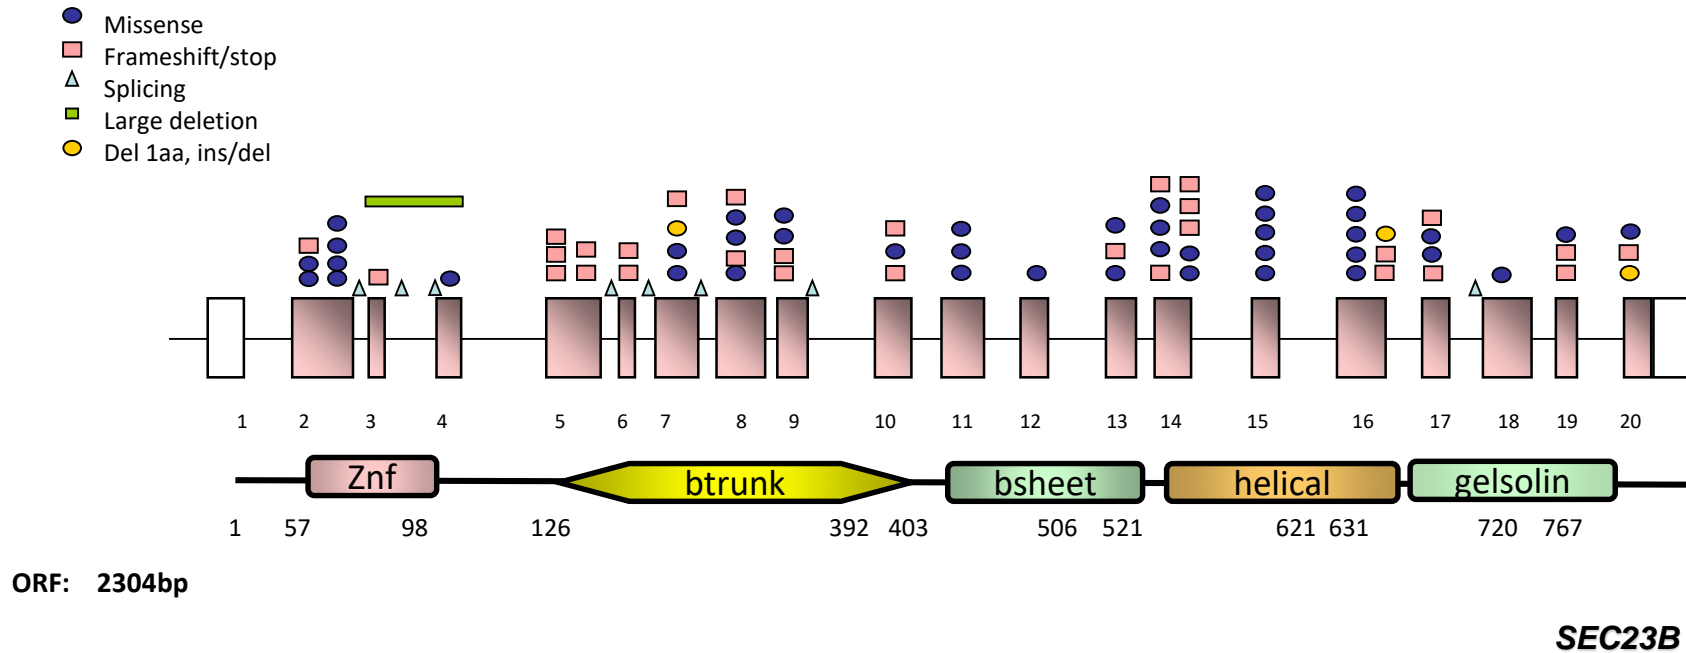 Missense
Frameshift/stop
Splicing
Large deletion
Del 1aa, ins/del
1 2 3 4 5 6 7 8 9 10 11 12 13 14 15 16 17 18 19 20
Znf btrunk bsheet helical gelsolin
1 57 98 126 392 403 506 521 621 631 720 767
ORF: 2304bp
SEC23B